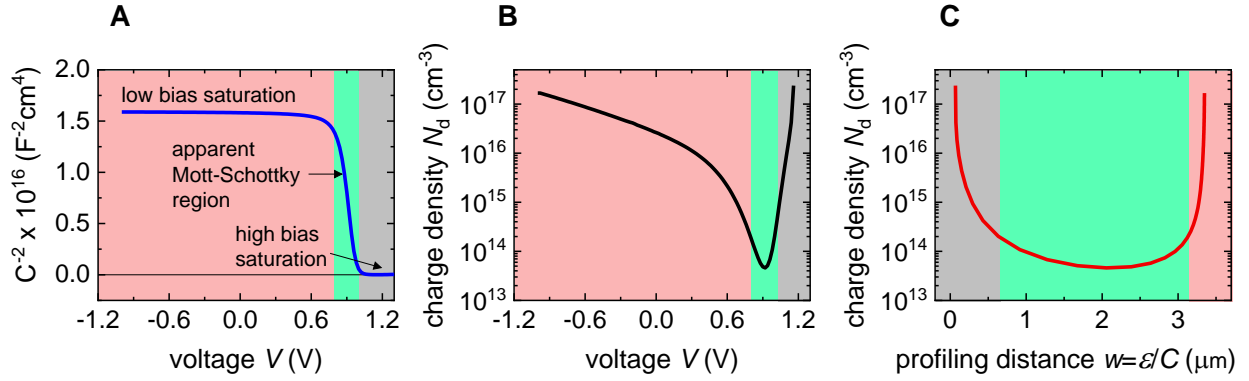 A
C⁻² x 10¹⁶ (F⁻²cm⁴)
2.0
1.5
1.0
0.5
0.0
low bias saturation
apparent
Mott-Schottky
region
high bias
saturation
-1.2 -0.6 0.0 0.6 1.2
voltage V (V)
B
charge density N_d (cm⁻³)
10¹⁷
10¹⁶
10¹⁵
10¹⁴
10¹³
-1.2 -0.6 0.0 0.6 1.2
voltage V (V)
C
charge density N_d (cm⁻³)
10¹⁷
10¹⁶
10¹⁵
10¹⁴
10¹³
0 1 2 3
profiling distance w=ε/C (μm)